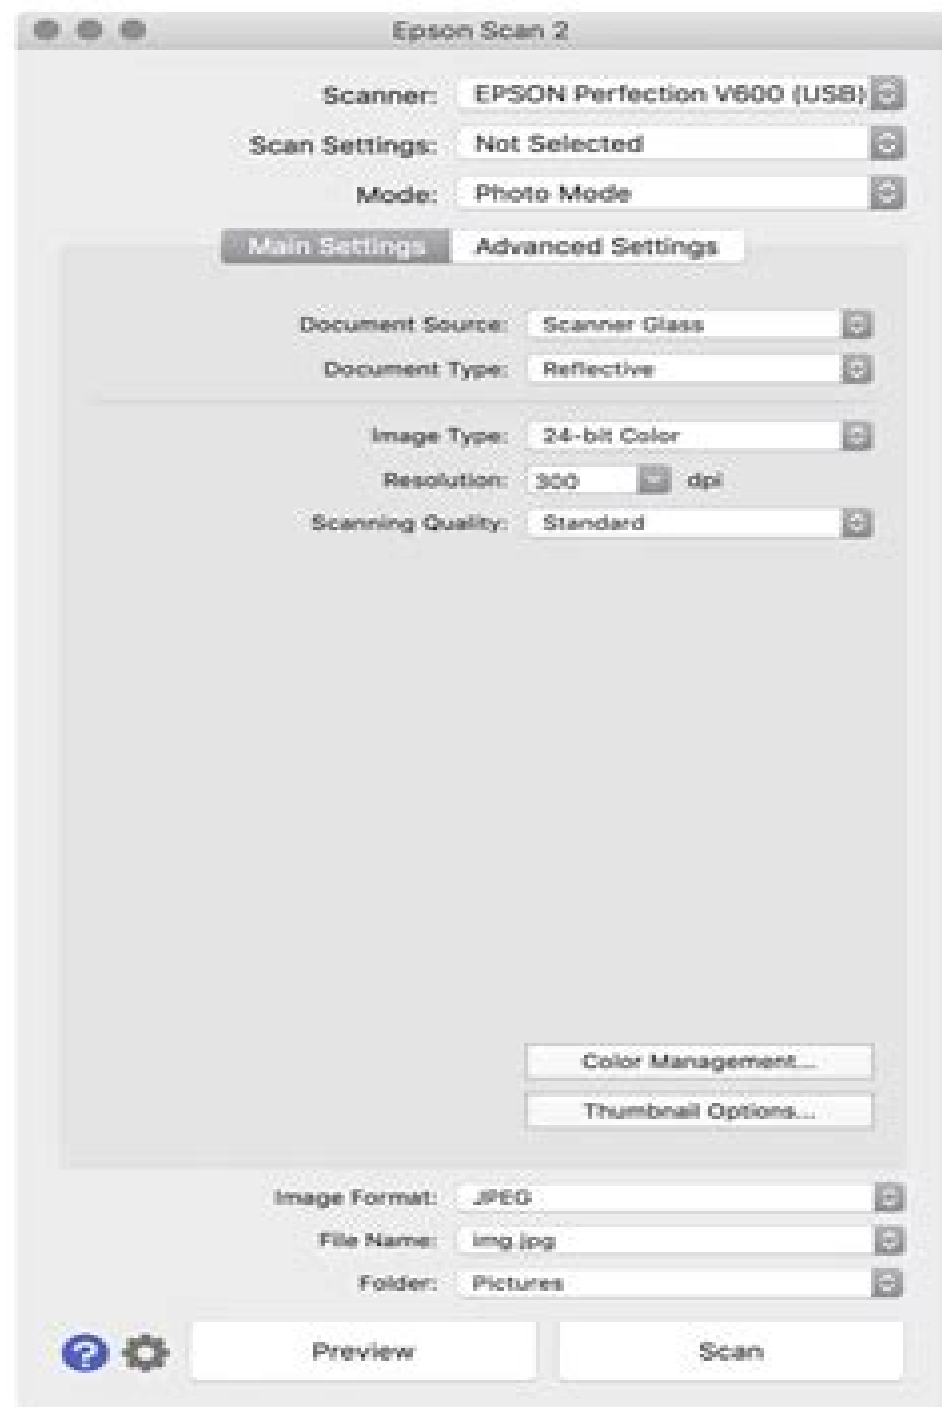 Epson Scan 2
Scanner: EPSON Perfection V600 (USB)
Scan Settings: Not Selected
Mode: Photo Mode
Main Settings Advanced Settings
Document Source: Scanner Glass
Document Type: Reflective
Image Type: 24-bit Color
Resolution: 300 dpi
Scanning Quality: Standard
Color Management...
Thumbnail Options...
Image Format: JPEG
File Name: img.jpg
Folder: Pictures
? Preview Scan